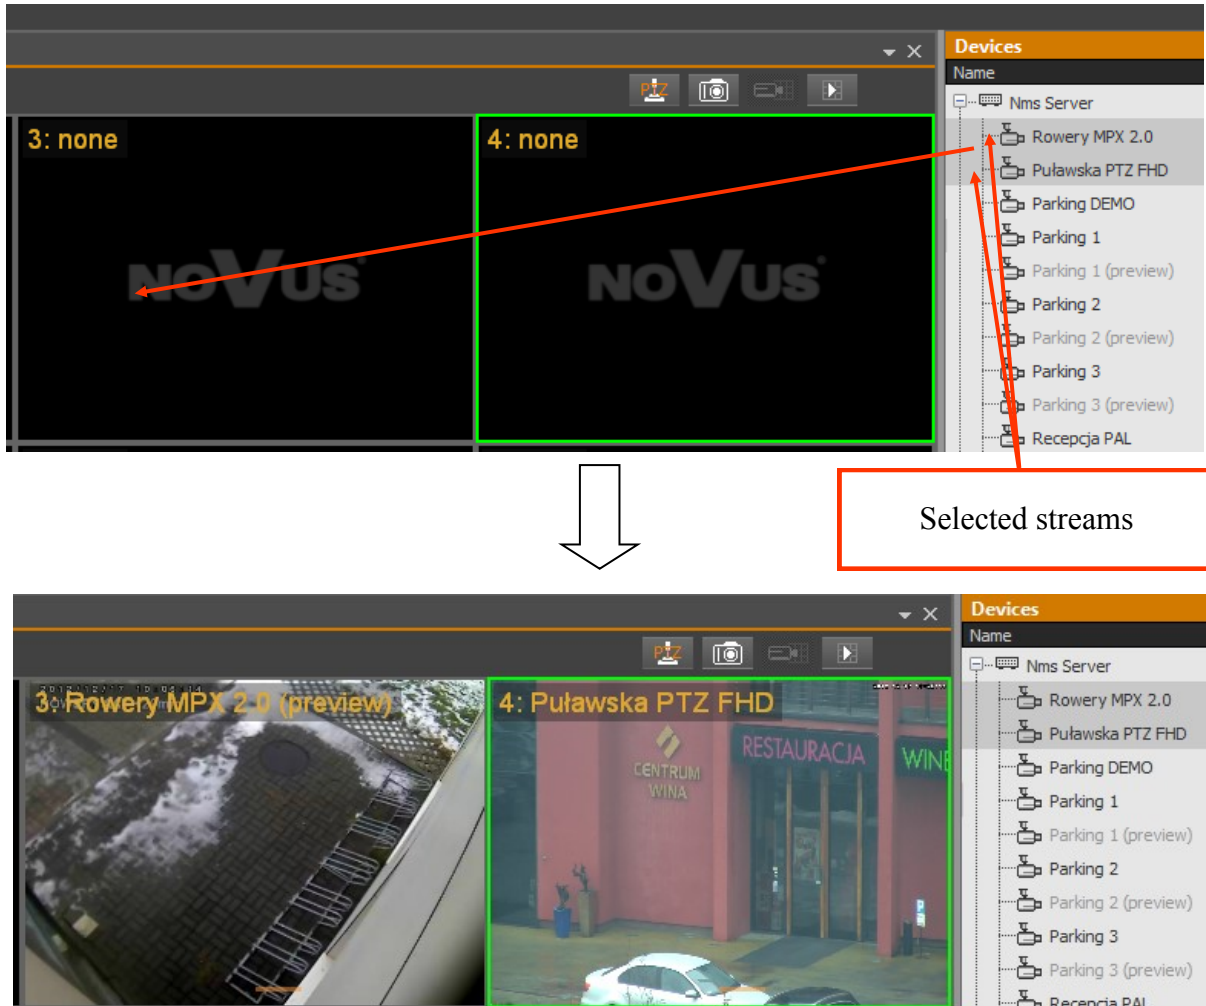 Devices
Name
PTZ
Nms Server
3: none
4: none
Rowery MPX 2.0
Puławska PTZ FHD
Parking DEMO
Parking 1
Parking 1 (preview)
Parking 2
Parking 2 (preview)
Parking 3
Parking 3 (preview)
Recepcja PAL
NOVUS
NOVUS
Selected streams
Devices
Name
PTZ
Nms Server
3: Rowery MPX 2.0 (preview)
4: Puławska PTZ FHD
RESTAURACJA
CENTRUM
WINA
Rowery MPX 2.0
Puławska PTZ FHD
Parking DEMO
Parking 1
Parking 1 (preview)
Parking 2
Parking 2 (preview)
Parking 3
Parking 3 (preview)
Recepcja PAL